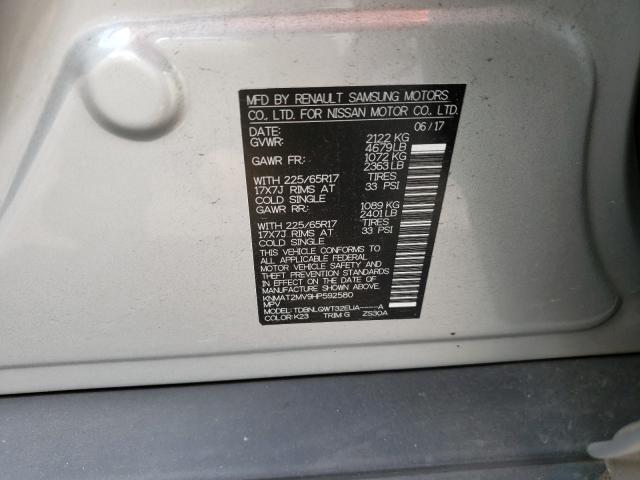 MFD BY RENAULT SAMSUNG MOTORS
CO., LTD. FOR NISSAN MOTOR CO., LTD.
DATE: 06/17
GVWR: 2122 KG
4679 LB
GAWR FR: 1072 KG
2363 LB
WITH 225/65R17 TIRES
17X7J RIMS AT 33 PSI
COLD SINGLE
GAWR RR: 1089 KG
2401 LB
WITH 225/65R17 TIRES
17X7J RIMS AT 33 PSI
COLD SINGLE
THIS VEHICLE CONFORMS TO
ALL APPLICABLE FEDERAL
MOTOR VEHICLE SAFETY AND
THEFT PREVENTION STANDARDS
IN EFFECT ON THE DATE OF
MANUFACTURE SHOWN ABOVE.
KNMAT2MV9HP592580
MPV
MODEL: TDBNLQWT32EUA-----A
COLOR: K23 TRIM: G ZS30A